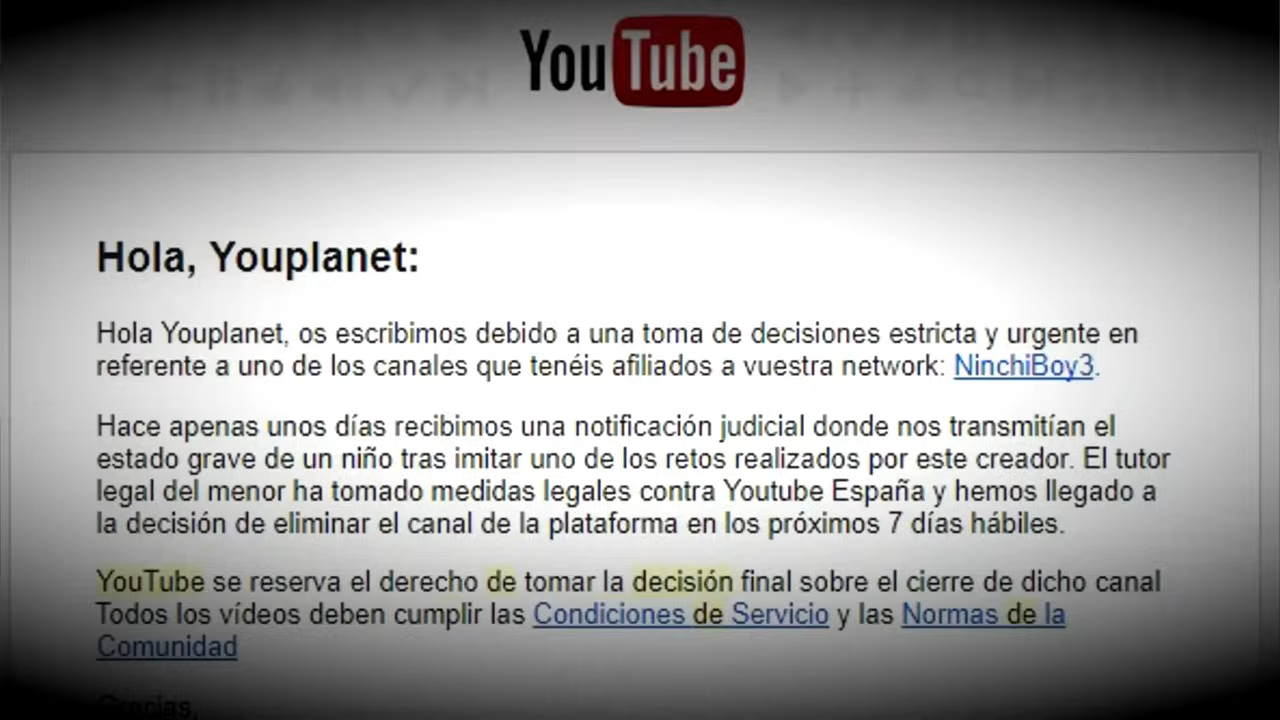 YouTube
Hola, Youplanet:
Hola Youplanet, os escribimos debido a una toma de decisiones estricta y urgente en
referente a uno de los canales que tenéis afiliados a vuestra network: NinchiBoy3.
Hace apenas unos días recibimos una notificación judicial donde nos transmitían el
estado grave de un niño tras imitar uno de los retos realizados por este creador. El tutor
legal del menor ha tomado medidas legales contra Youtube España y hemos llegado a
la decisión de eliminar el canal de la plataforma en los próximos 7 días hábiles.
YouTube se reserva el derecho de tomar la decisión final sobre el cierre de dicho canal
Todos los vídeos deben cumplir las Condiciones de Servicio y las Normas de la
Comunidad
Gracias,